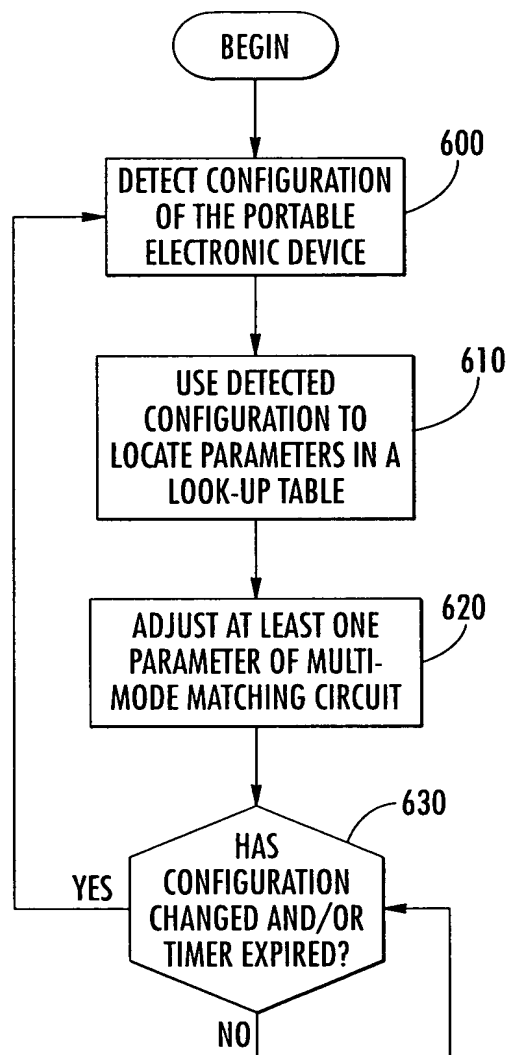 BEGIN
600
DETECT CONFIGURATION
OF THE PORTABLE
ELECTRONIC DEVICE
610
USE DETECTED
CONFIGURATION TO
LOCATE PARAMETERS IN A
LOOK-UP TABLE
620
ADJUST AT LEAST ONE
PARAMETER OF MULTI-
MODE MATCHING CIRCUIT
630
HAS
CONFIGURATION
CHANGED AND/OR
TIMER EXPIRED?
YES
NO